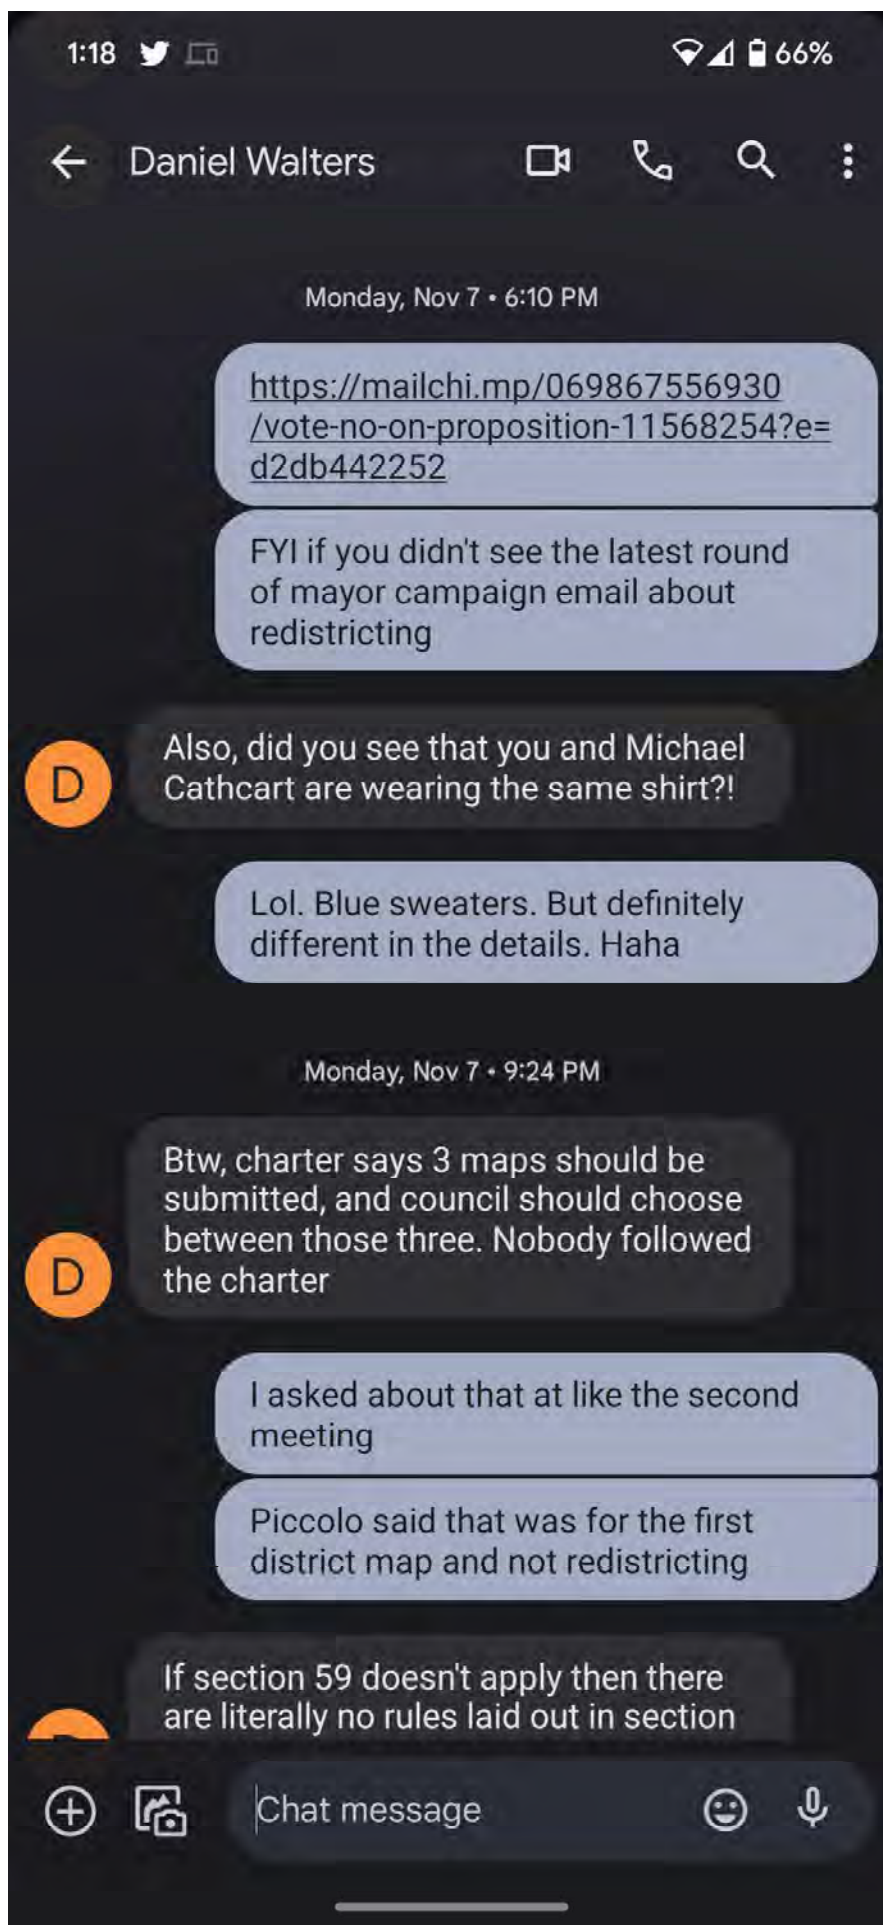 1:18 66%
Daniel Walters
Monday, Nov 7 • 6:10 PM
https://mailchi.mp/069867556930
/vote-no-on-proposition-11568254?e=
d2db442252
FYI if you didn't see the latest round
of mayor campaign email about
redistricting
Also, did you see that you and Michael
Cathcart are wearing the same shirt?!
D
Lol. Blue sweaters. But definitely
different in the details. Haha
Monday, Nov 7 • 9:24 PM
Btw, charter says 3 maps should be
submitted, and council should choose
between those three. Nobody followed
the charter
D
I asked about that at like the second
meeting
Piccolo said that was for the first
district map and not redistricting
If section 59 doesn't apply then there
are literally no rules laid out in section
Chat message